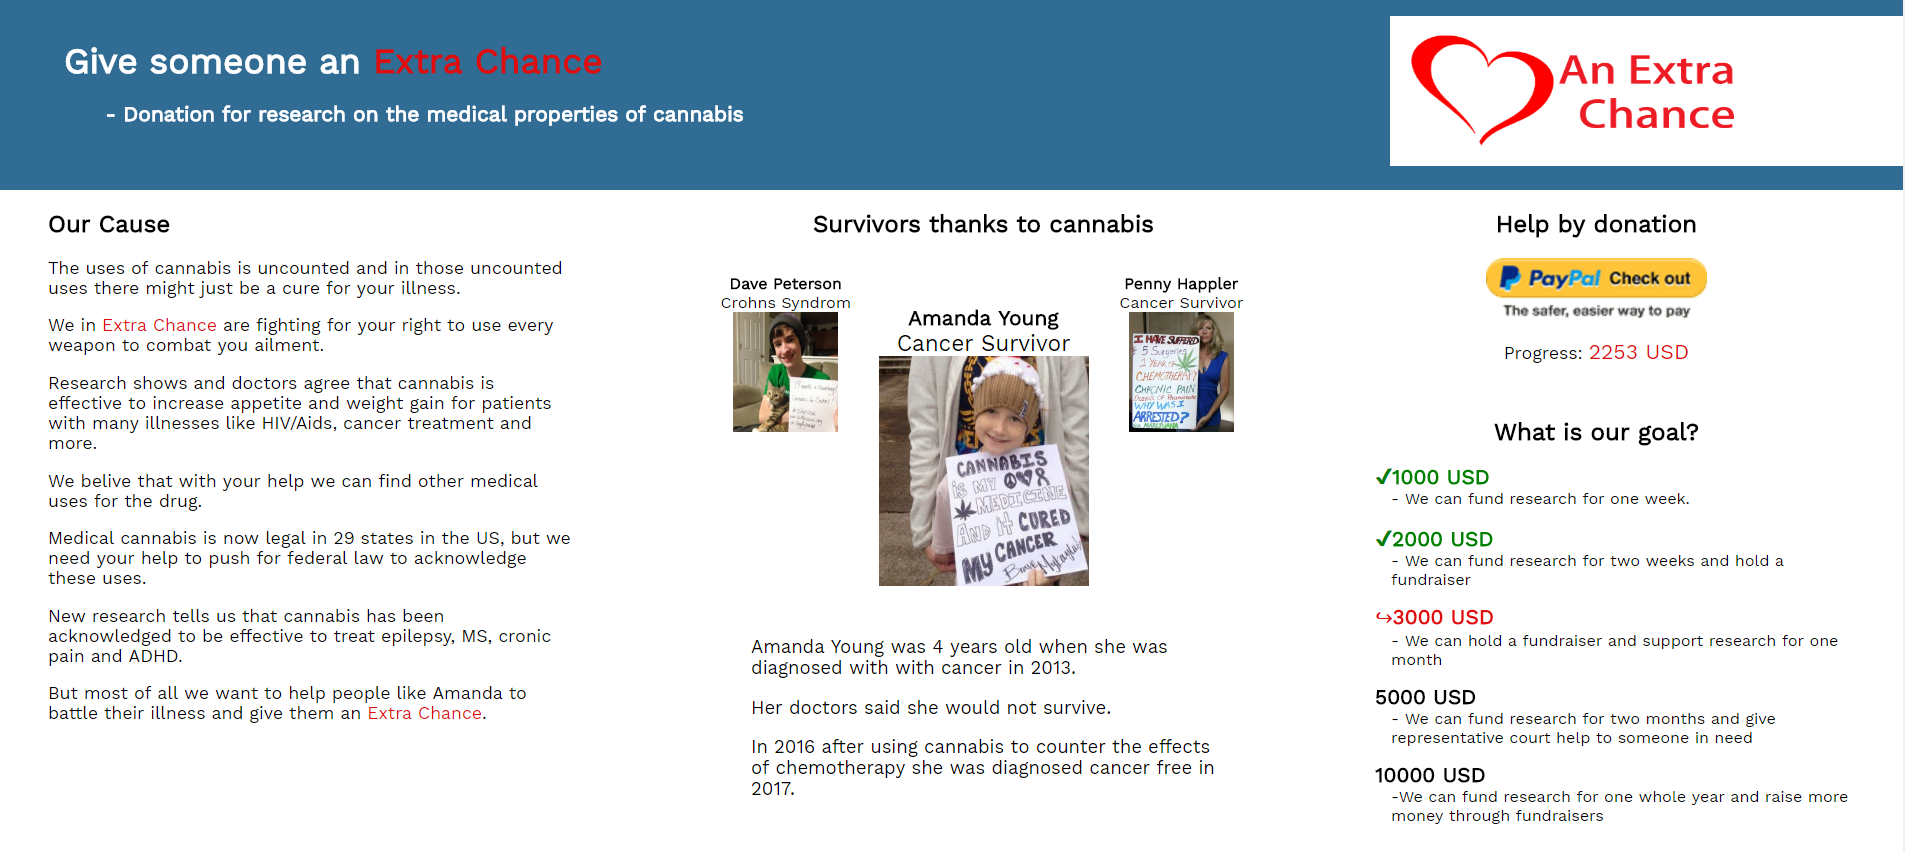 Give someone an Extra Chance
- Donation for research on the medical properties of cannabis
An Extra
Chance
Our Cause
The uses of cannabis is uncounted and in those uncounted
uses there might just be a cure for your illness.
We in Extra Chance are fighting for your right to use every
weapon to combat you ailment.
Research shows and doctors agree that cannabis is
effective to increase appetite and weight gain for patients
with many illnesses like HIV/Aids, cancer treatment and
more.
We belive that with your help we can find other medical
uses for the drug.
Medical cannabis is now legal in 29 states in the US, but we
need your help to push for federal law to acknowledge
these uses.
New research tells us that cannabis has been
acknowledged to be effective to treat epilepsy, MS, cronic
pain and ADHD.
But most of all we want to help people like Amanda to
battle their illness and give them an Extra Chance.
Survivors thanks to cannabis
Dave Peterson
Crohns Syndrom
Amanda Young
Cancer Survivor
CANNABIS
IS MY
MEDICINE
AND it CURED
MY CANCER
Penny Happler
Cancer Survivor
I HAVE SUFFERED
5 Surgeries
1 YEAR OF
CHEMOTHERAPY
CHRONIC PAIN
WHY WAS I
ARRESTED?
MARIJUANA
Amanda Young was 4 years old when she was
diagnosed with with cancer in 2013.
Her doctors said she would not survive.
In 2016 after using cannabis to counter the effects
of chemotherapy she was diagnosed cancer free in
2017.
Help by donation
PayPal Check out
The safer, easier way to pay
Progress: 2253 USD
What is our goal?
✔1000 USD
- We can fund research for one week.
✔2000 USD
- We can fund research for two weeks and hold a
fundraiser
↪3000 USD
- We can hold a fundraiser and support research for one
month
5000 USD
- We can fund research for two months and give
representative court help to someone in need
10000 USD
-We can fund research for one whole year and raise more
money through fundraisers